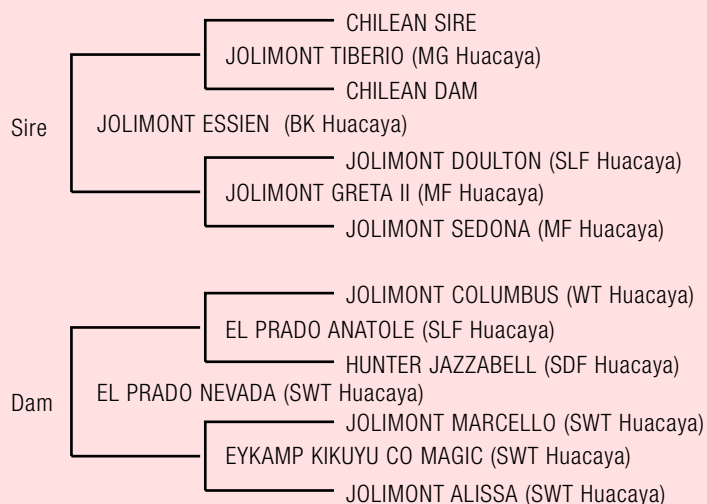 CHILEAN SIRE
JOLIMONT TIBERIO (MG Huacaya)
CHILEAN DAM
Sire
JOLIMONT ESSIEN (BK Huacaya)
JOLIMONT DOULTON (SLF Huacaya)
JOLIMONT GRETA II (MF Huacaya)
JOLIMONT SEDONA (MF Huacaya)
JOLIMONT COLUMBUS (WT Huacaya)
EL PRADO ANATOLE (SLF Huacaya)
HUNTER JAZZABELL (SDF Huacaya)
Dam
EL PRADO NEVADA (SWT Huacaya)
JOLIMONT MARCELLO (SWT Huacaya)
EYKAMP KIKUYU CO MAGIC (SWT Huacaya)
JOLIMONT ALISSA (SWT Huacaya)